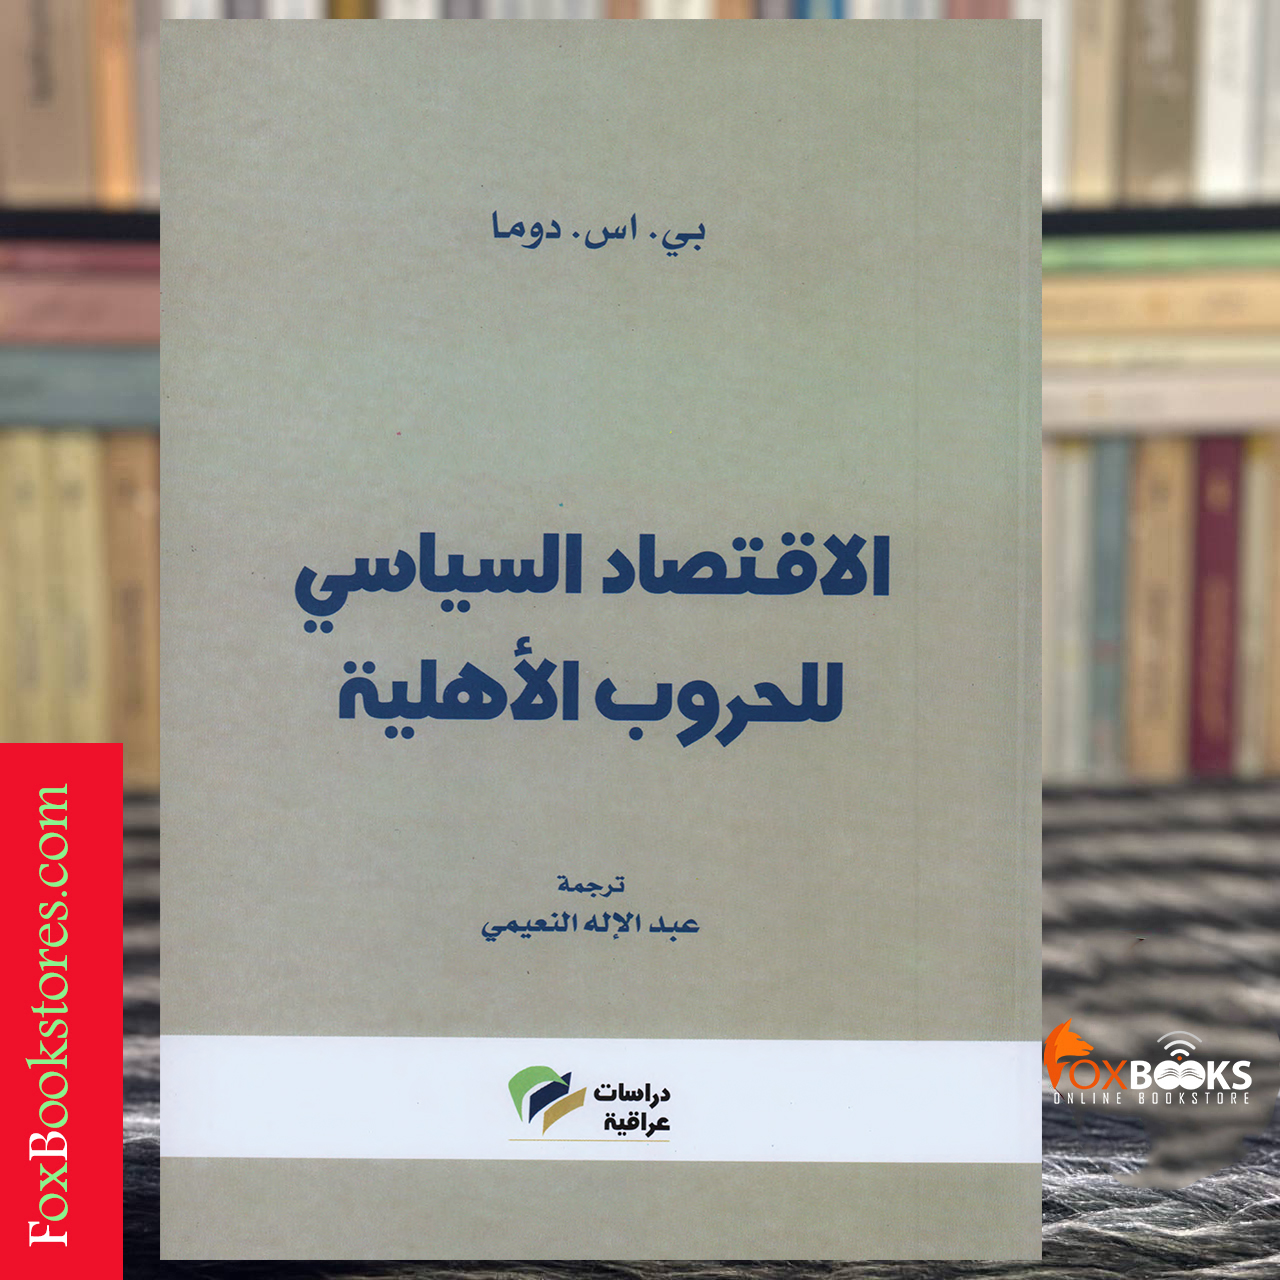 بي. اس. دوما
الاقتصاد السياسي
للحروب الأهلية
ترجمة
عبد الإله النعيمي
دراسات
عراقية
FoxBookstores.com
FOXBOOKS
ONLINE BOOKSTORE